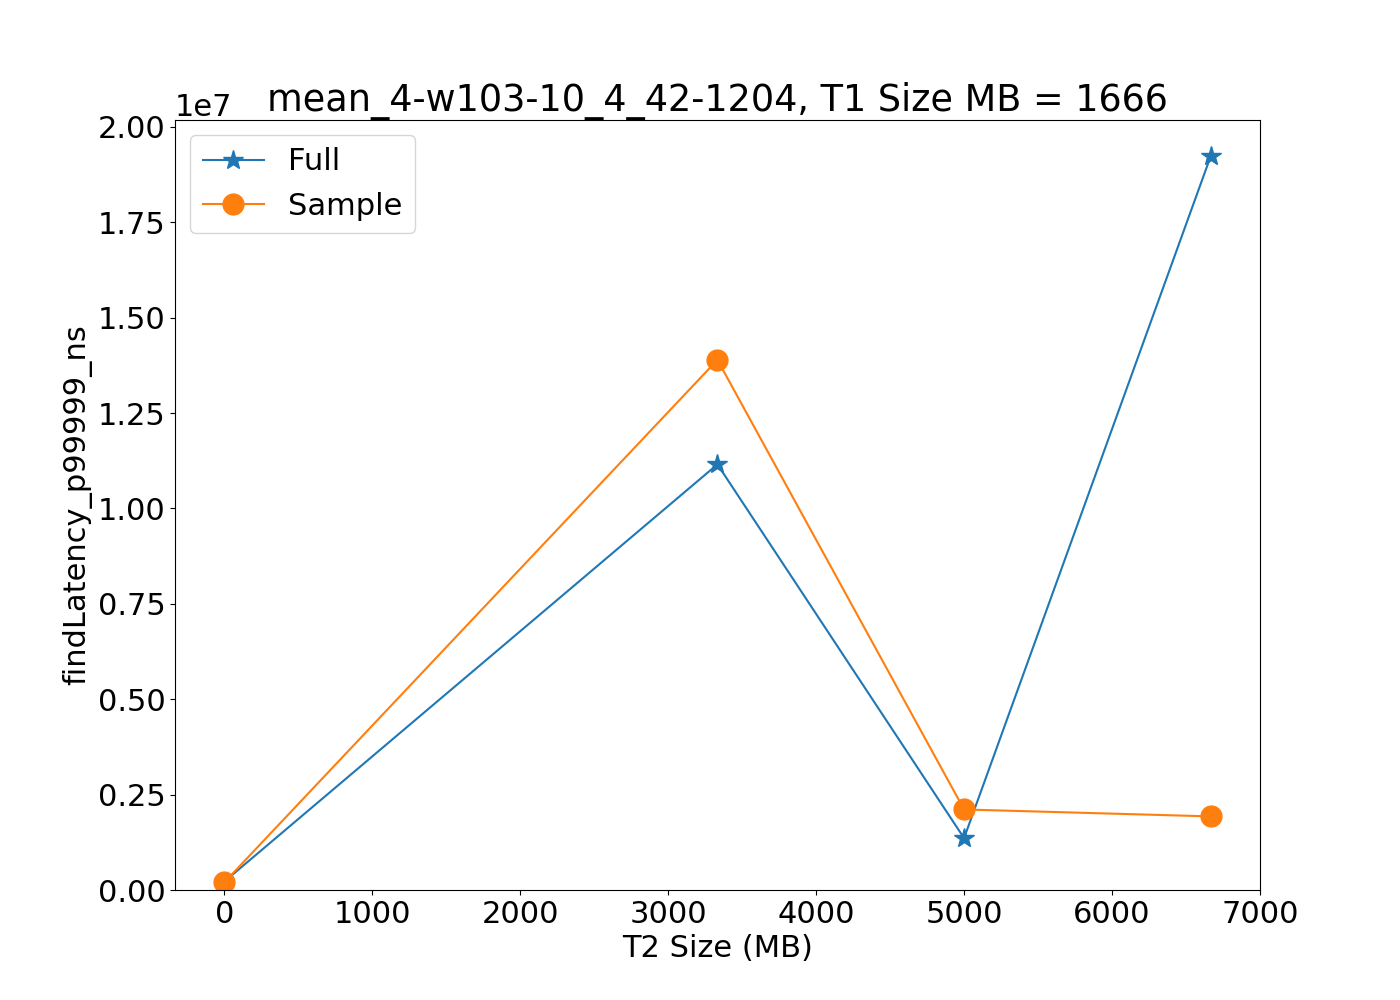 mean_4-w103-10_4_42-1204, T1 Size MB = 1666
1e7
2.00
1.75
1.50
1.25
1.00
0.75
0.50
0.25
0.00
findLatency_p99999_ns
Full
Sample
0 1000 2000 3000 4000 5000 6000 7000
T2 Size (MB)